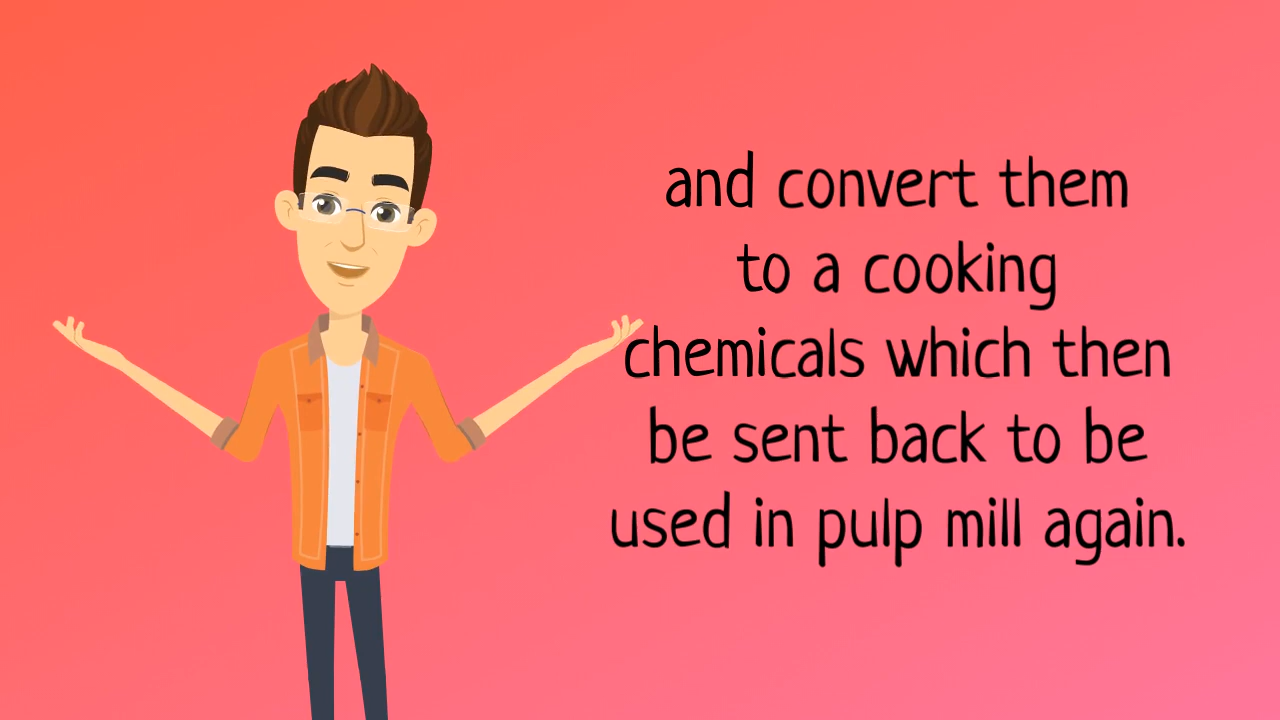 and convert them
to a cooking
chemicals which then
be sent back to be
used in pulp mill again.